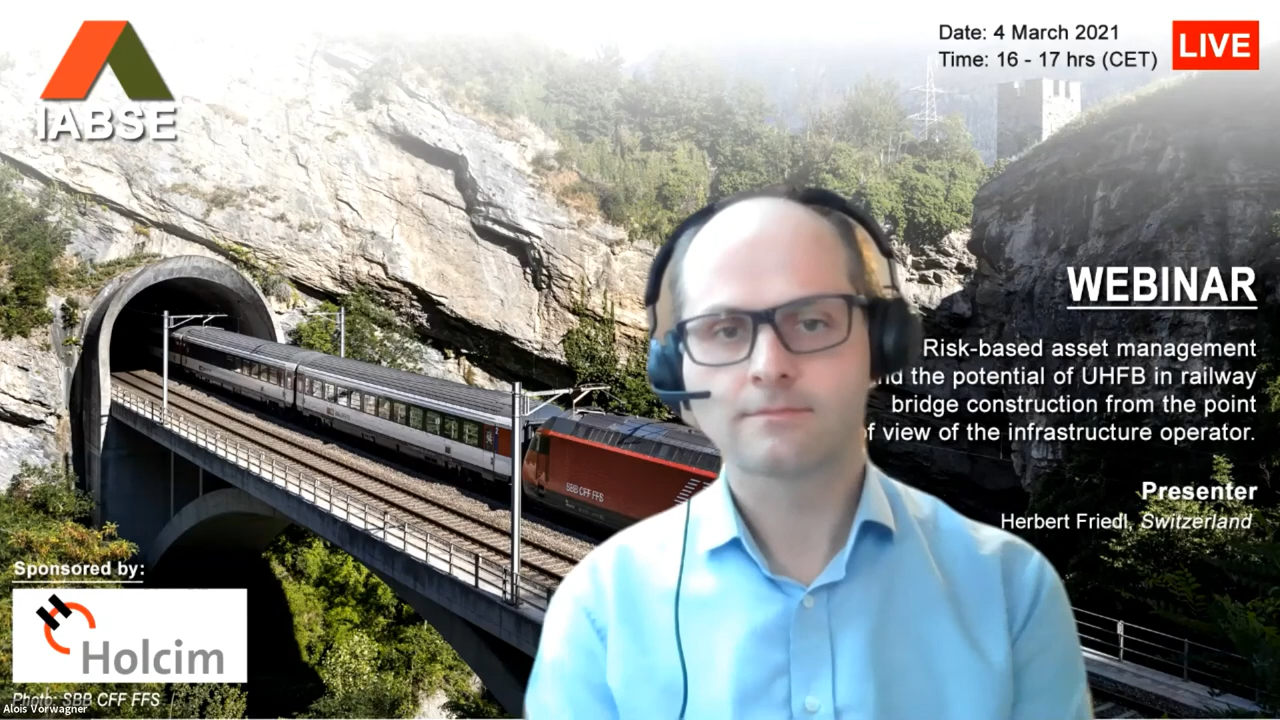 IABSE
Date: 4 March 2021
Time: 16 - 17 hrs (CET)
LIVE
WEBINAR
Risk-based asset management
nd the potential of UHFB in railway
bridge construction from the point
f view of the infrastructure operator.
Presenter
Herbert Friedl, Switzerland
SBB CFF FFS
Sponsored by:
Holcim
Photo: SBB CFF FFS
Alois Vorwagner